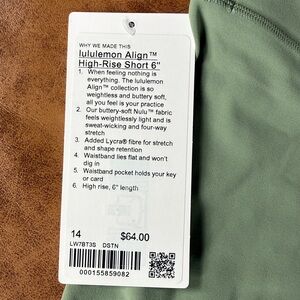 WHY WE MADE THIS
lululemon Align™
High-Rise Short 6"
1. When feeling nothing is
everything. The lululemon
Align™ collection is so
weightless and buttery soft,
all you feel is your practice
2. Our buttery-soft Nulu™ fabric
feels weightlessly light and is
sweat-wicking and four-way
stretch
3. Added Lycra® fibre for stretch
and shape retention
4. Waistband lies flat and won't
dig in
5. Waistband pocket holds your key
or card
6. High rise, 6" length
14 $64.00
LW7BT3S DSTN
000155859082